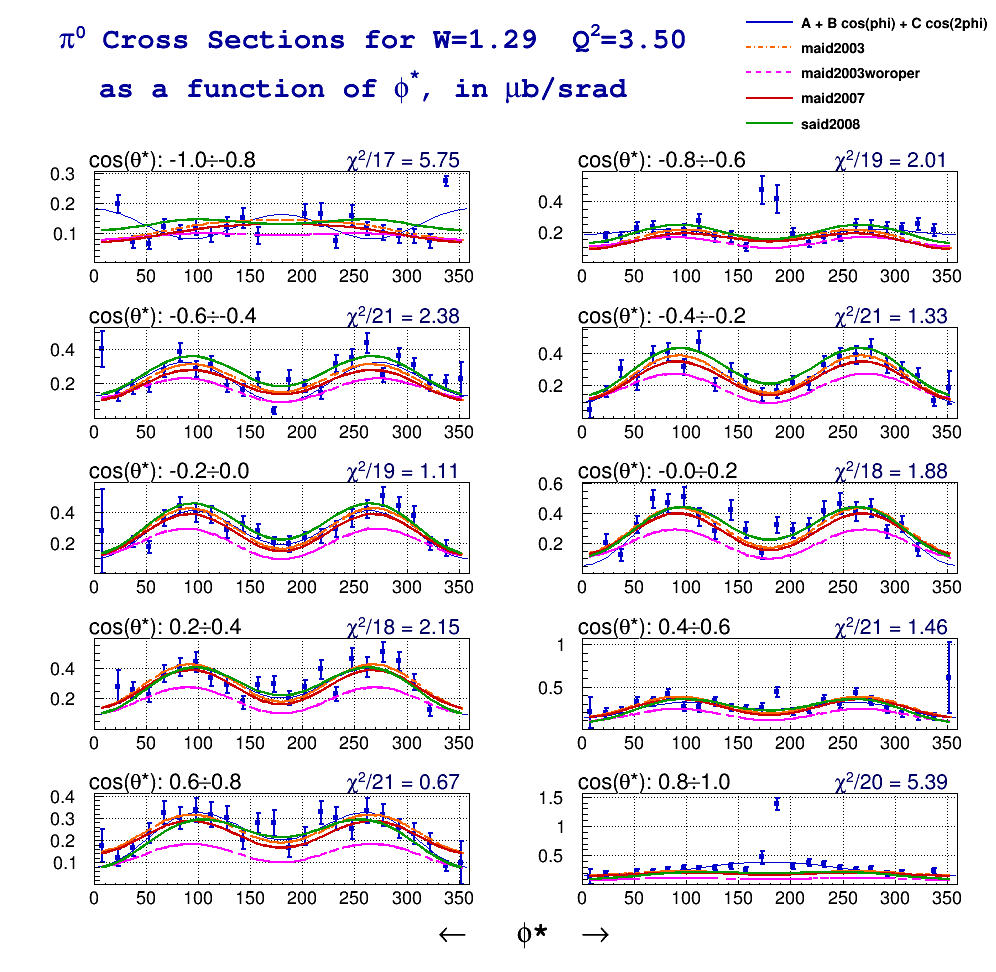 π⁰ Cross Sections for W=1.29 Q²=3.50
as a function of ϕ*, in μb/srad
A + B cos(phi) + C cos(2phi)
maid2003
maid2003woroper
maid2007
said2008
cos(θ*): -1.0÷-0.8 χ²/17 = 5.75
0.3
0.2
0.1
0 50 100 150 200 250 300 350
cos(θ*): -0.8÷-0.6 χ²/19 = 2.01
0.4
0.2
0 50 100 150 200 250 300 350
cos(θ*): -0.6÷-0.4 χ²/21 = 2.38
0.4
0.2
0 50 100 150 200 250 300 350
cos(θ*): -0.4÷-0.2 χ²/21 = 1.33
0.4
0.2
0 50 100 150 200 250 300 350
cos(θ*): -0.2÷0.0 χ²/19 = 1.11
0.4
0.2
0 50 100 150 200 250 300 350
cos(θ*): -0.0÷0.2 χ²/18 = 1.88
0.6
0.4
0.2
0 50 100 150 200 250 300 350
cos(θ*): 0.2÷0.4 χ²/18 = 2.15
0.4
0.2
0 50 100 150 200 250 300 350
cos(θ*): 0.4÷0.6 χ²/21 = 1.46
1
0.5
0 50 100 150 200 250 300 350
cos(θ*): 0.6÷0.8 χ²/21 = 0.67
0.4
0.3
0.2
0.1
0 50 100 150 200 250 300 350
cos(θ*): 0.8÷1.0 χ²/20 = 5.39
1.5
1
0.5
0 50 100 150 200 250 300 350
← ϕ* →